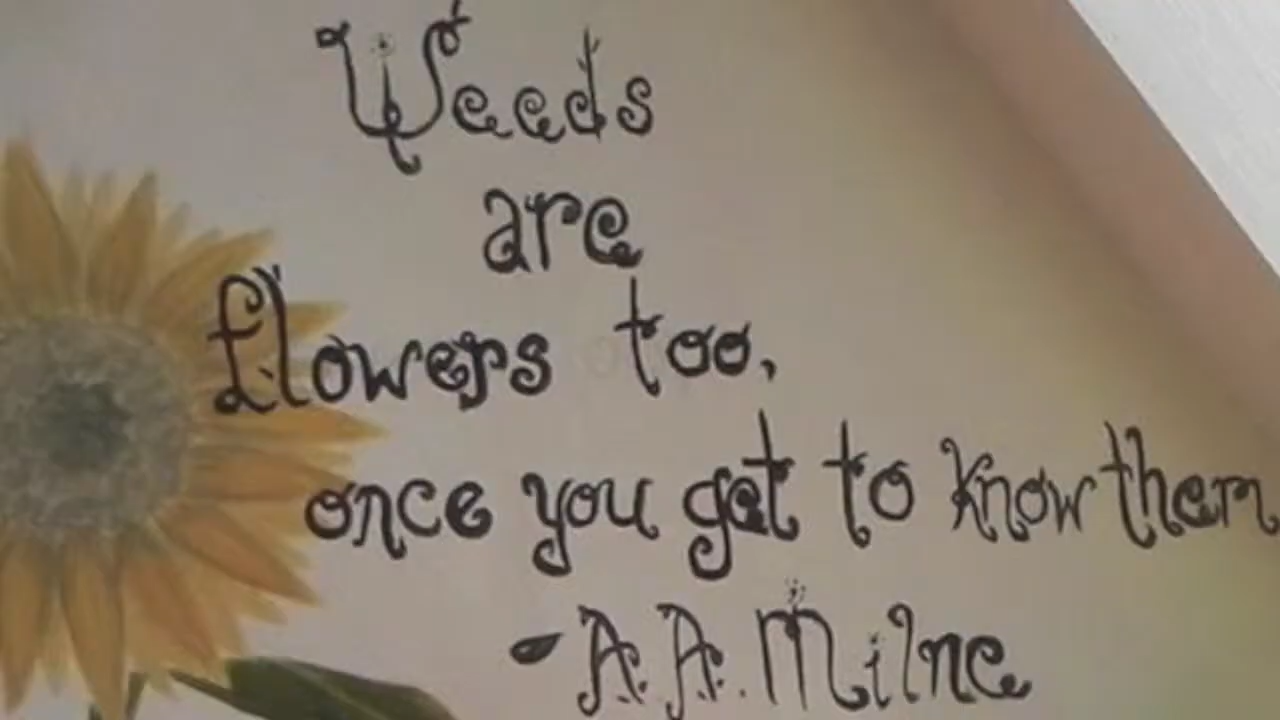 Weeds
are
flowers too,
once you get to know them
-A.A.Milne